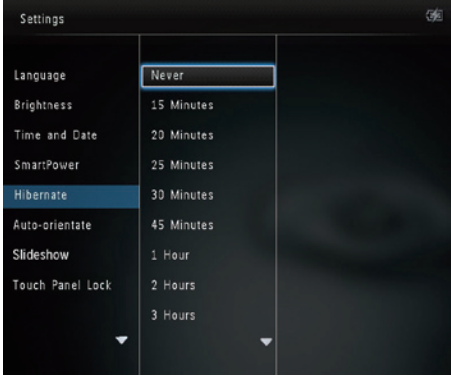 Settings
Language
Brightness
Time and Date
SmartPower
Hibernate
Auto-orientate
Slideshow
Touch Panel Lock
Never
15 Minutes
20 Minutes
25 Minutes
30 Minutes
45 Minutes
1 Hour
2 Hours
3 Hours